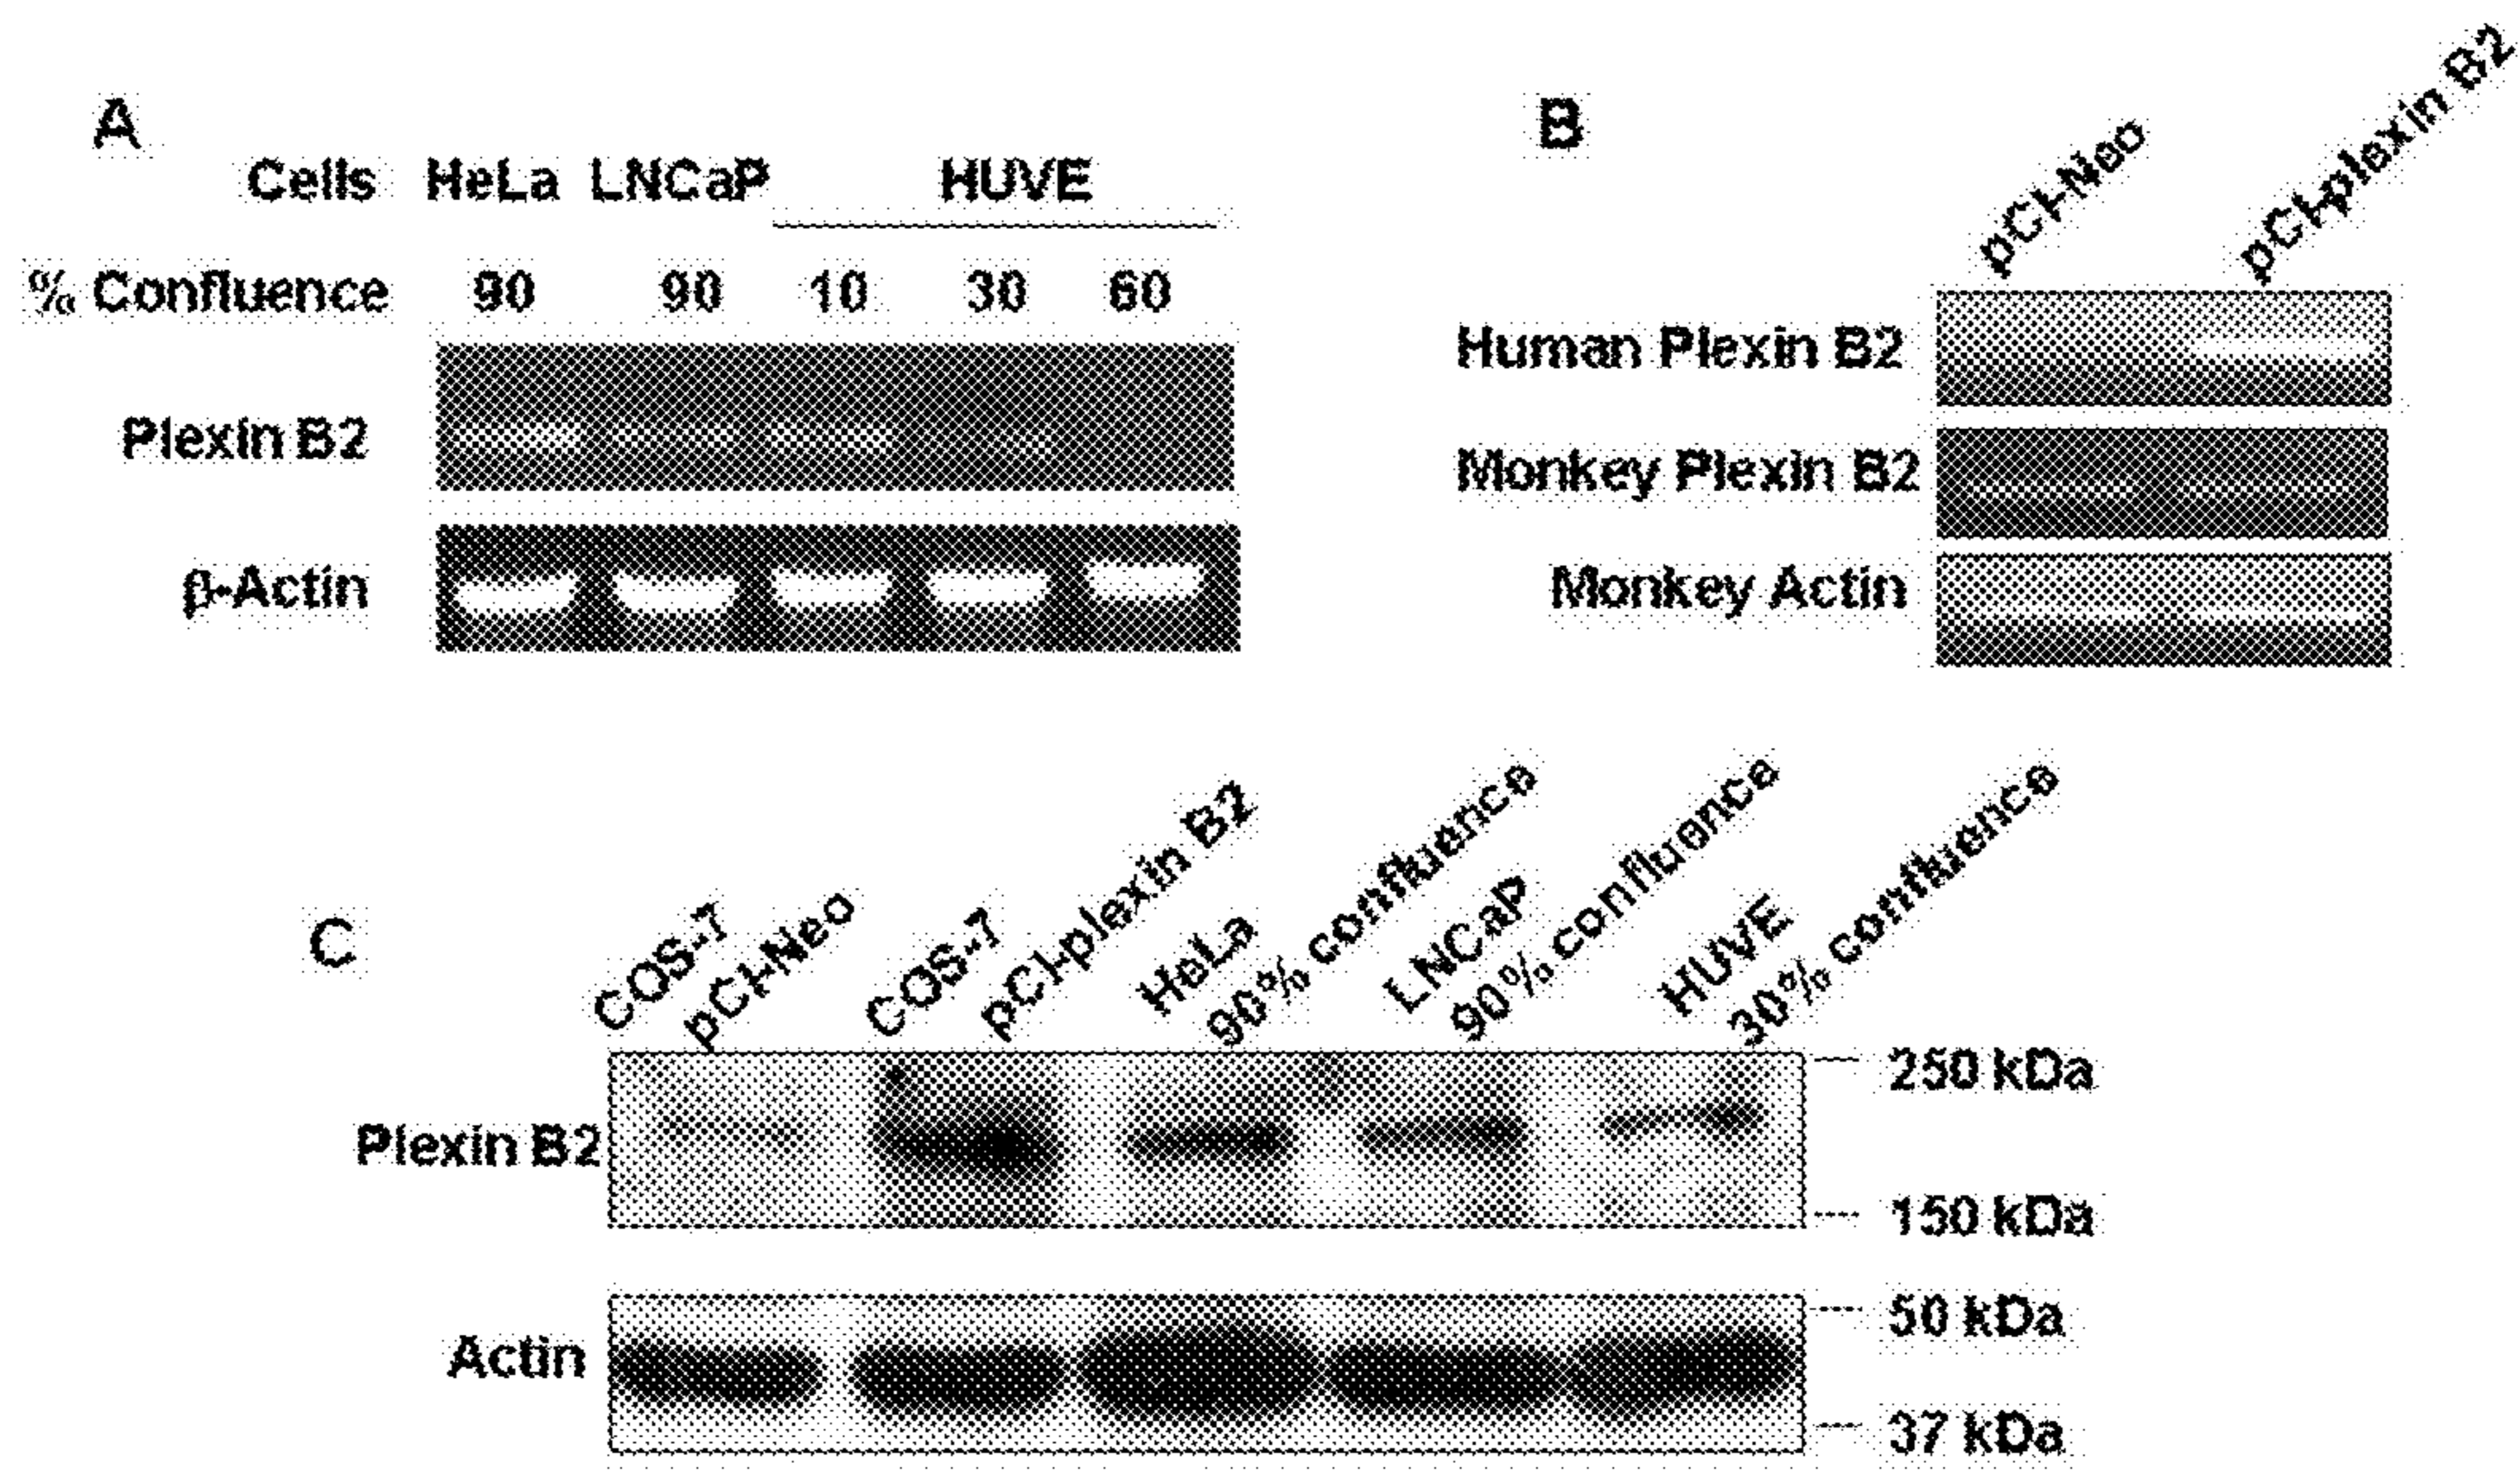 A
Cells HeLa LNCaP HUVE
% Confluence 90 90 10 30 60
Plexin B2
β-Actin
B
pCI-Neo
pCI-plexin B2
Human Plexin B2
Monkey Plexin B2
Monkey Actin
C
COS-7
pCI-Neo
COS-7
pCI-plexin B2
HeLa
90% confluence
LNCaP
90% confluence
HUVE
30% confluence
Plexin B2
250 kDa
150 kDa
Actin
50 kDa
37 kDa